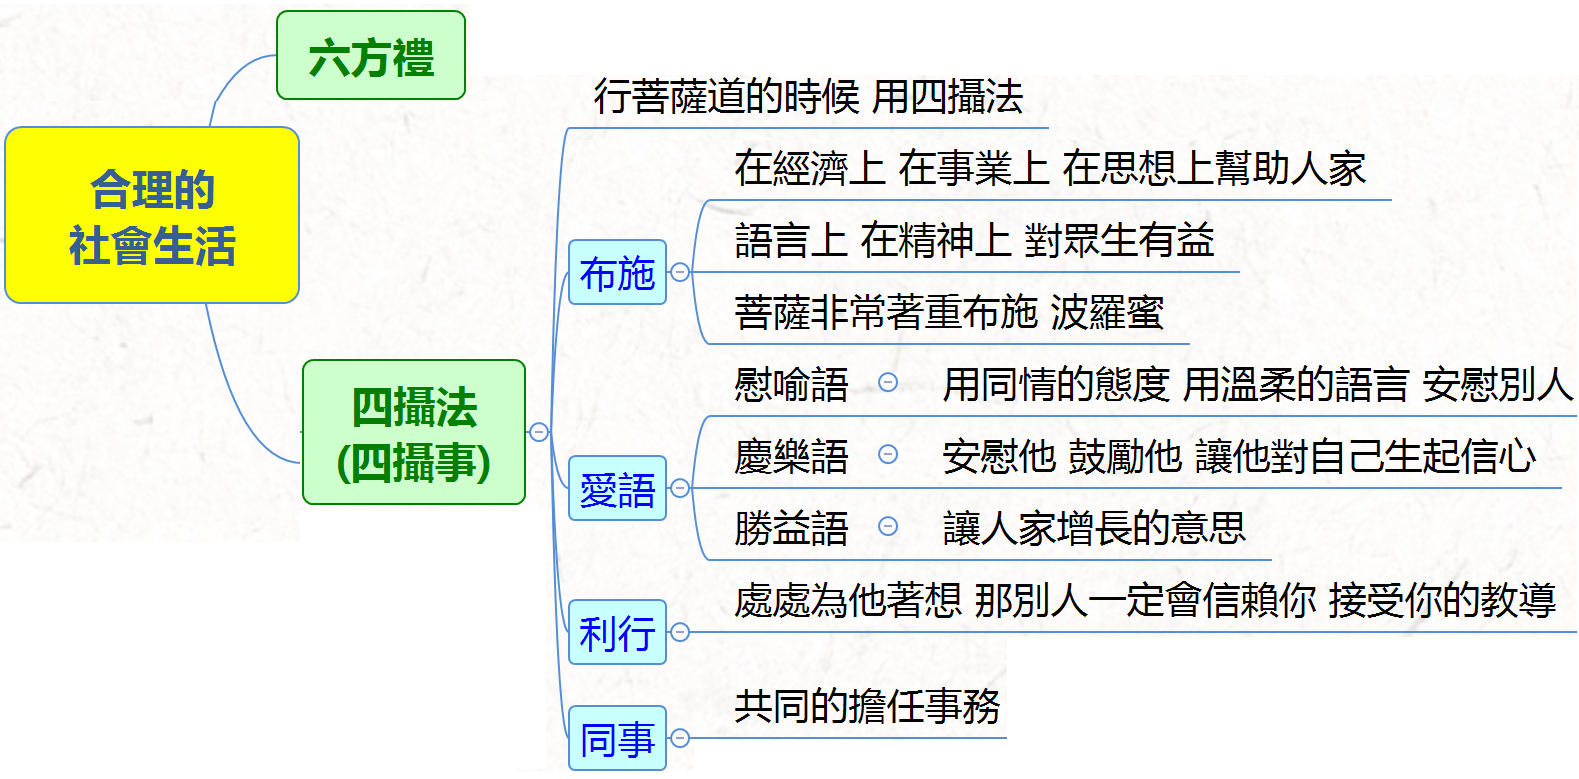 六方禮
合理的
社會生活
四攝法
(四攝事)
行菩薩道的時候 用四攝法
布施
在經濟上 在事業上 在思想上幫助人家
語言上 在精神上 對眾生有益
菩薩非常著重布施 波羅蜜
愛語
慰喻語 用同情的態度 用溫柔的語言 安慰別人
慶樂語 安慰他 鼓勵他 讓他對自己生起信心
勝益語 讓人家增長的意思
利行
處處為他著想 那別人一定會信賴你 接受你的教導
同事
共同的擔任事務